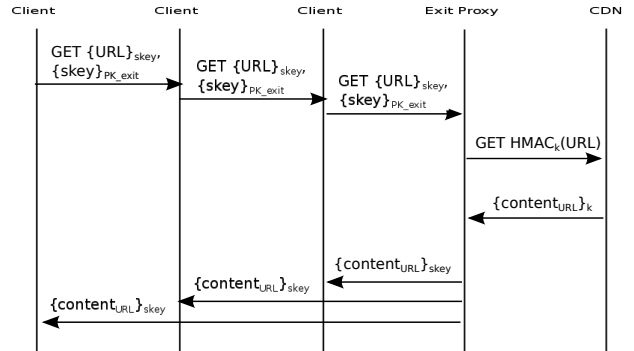 Client Client Client Exit Proxy CDN
GET {URL}skey,
{skey}PK_exit
GET {URL}skey,
{skey}PK_exit
GET {URL}skey,
{skey}PK_exit
GET HMACk(URL)
{contentURL}k
{contentURL}skey
{contentURL}skey
{contentURL}skey